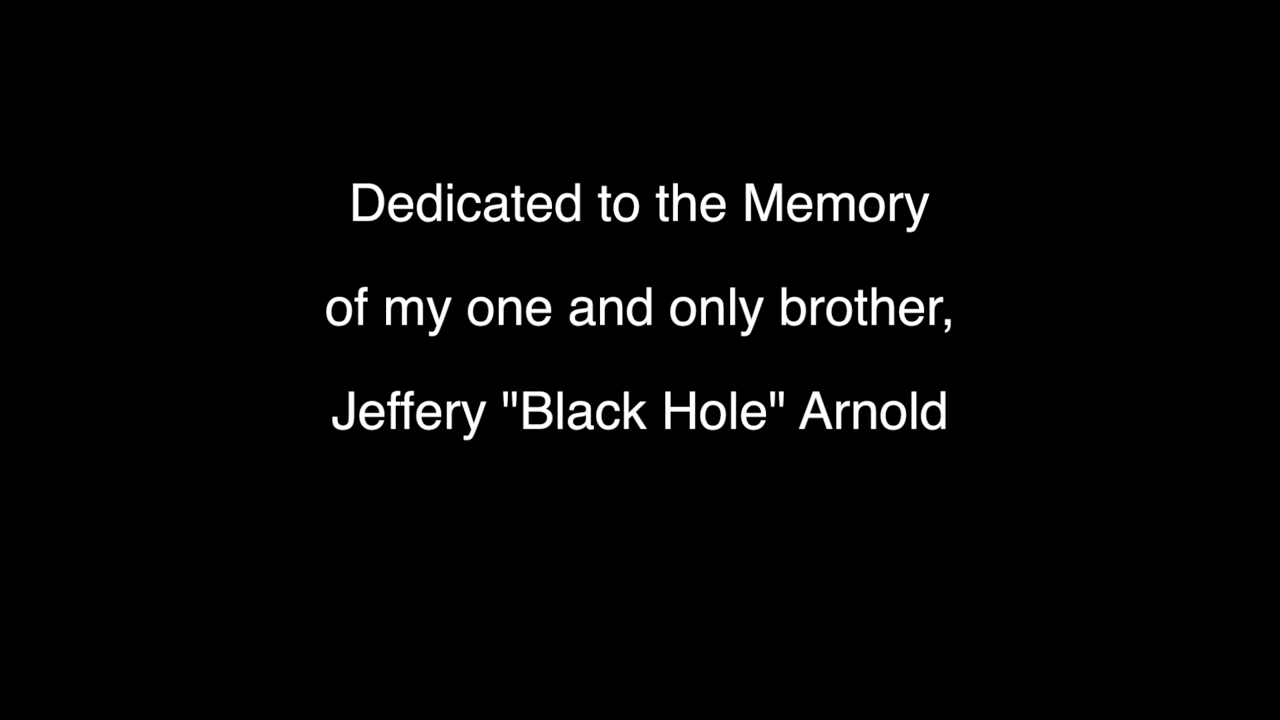 Dedicated to the Memory
of my one and only brother,
Jeffery "Black Hole" Arnold